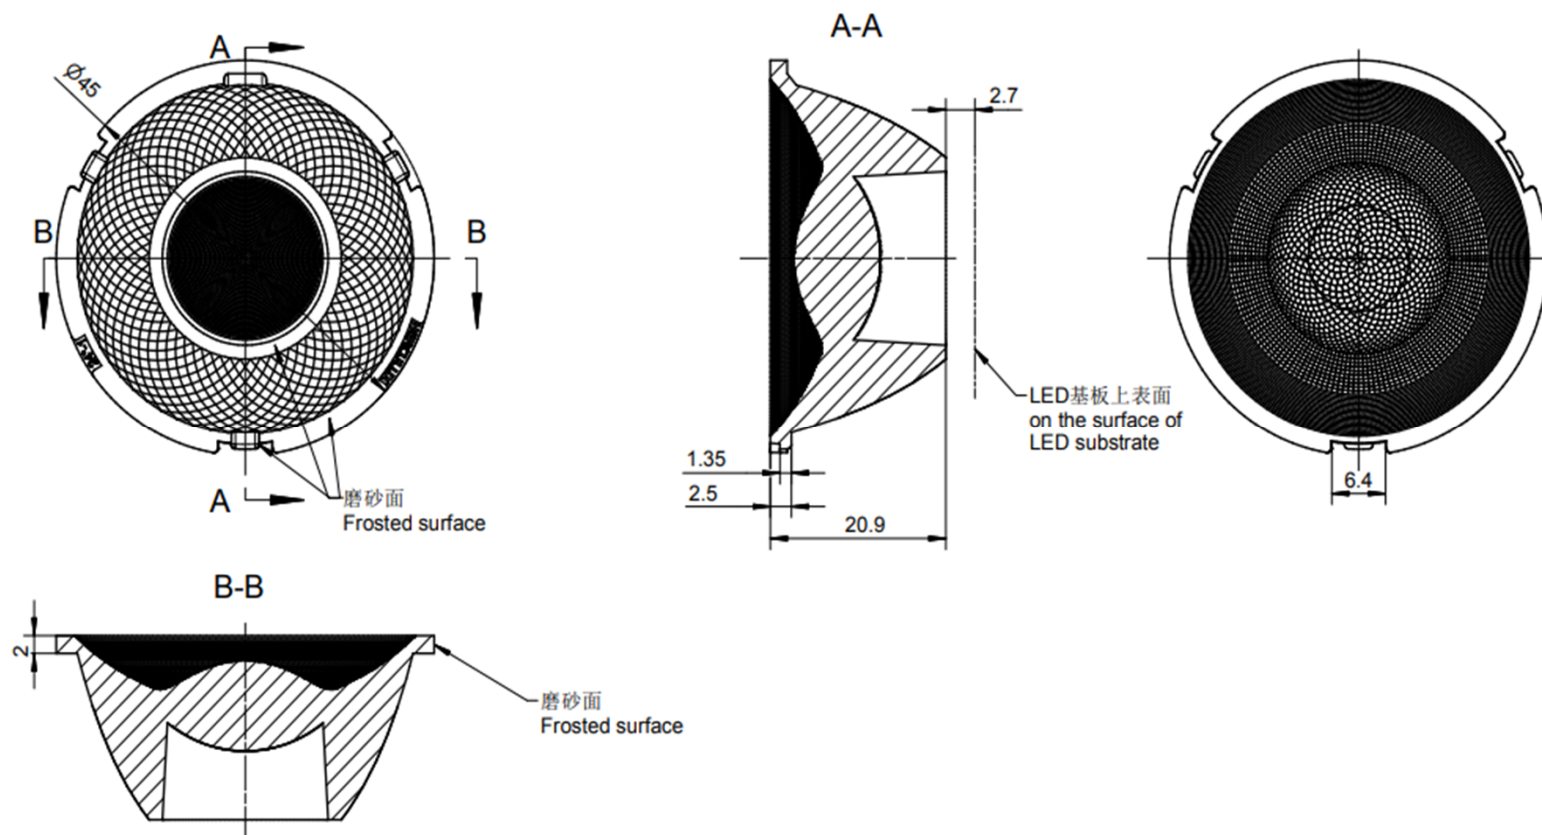 A
A-A
Ø45
2.7
B
B
LED基板上表面
on the surface of
LED substrate
1.35
2.5
20.9
6.4
A
磨砂面
Frosted surface
B-B
2
磨砂面
Frosted surface